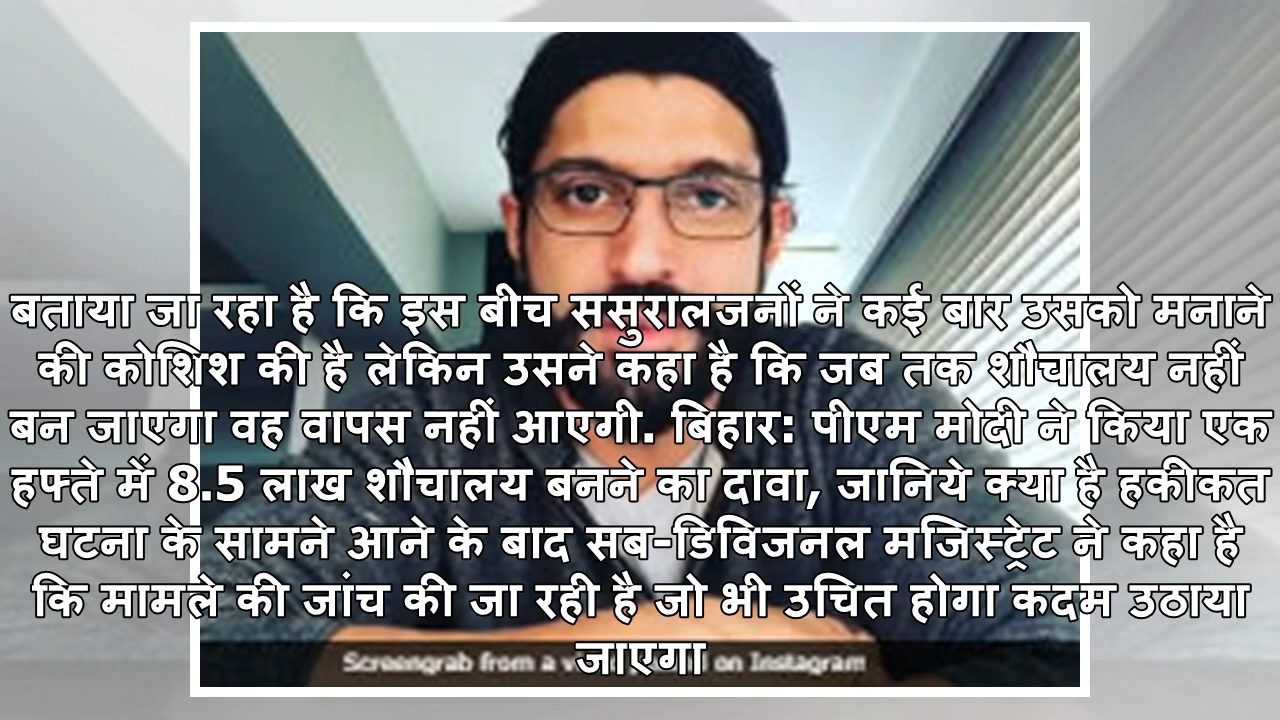 बताया जा रहा है कि इस बीच ससुरालजनों ने कई बार उसको मनाने
की कोशिश की है लेकिन उसने कहा है कि जब तक शौचालय नहीं
बन जाएगा वह वापस नहीं आएगी. बिहार: पीएम मोदी ने किया एक
हफ्ते में 8.5 लाख शौचालय बनने का दावा, जानिये क्या है हकीकत
घटना के सामने आने के बाद सब-डिविजनल मजिस्ट्रेट ने कहा है
कि मामले की जांच की जा रही है जो भी उचित होगा कदम उठाया
जाएगा
Screengrab from a on Instagram